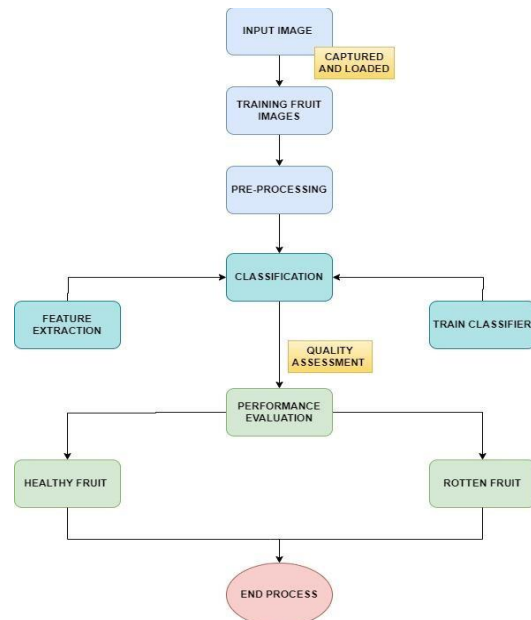 INPUT IMAGE
CAPTURED
AND LOADED
TRAINING FRUIT
IMAGES
PRE-PROCESSING
CLASSIFICATION
FEATURE
EXTRACTION
TRAIN CLASSIFIER
QUALITY
ASSESSMENT
PERFORMANCE
EVALUATION
HEALTHY FRUIT
ROTTEN FRUIT
END PROCESS